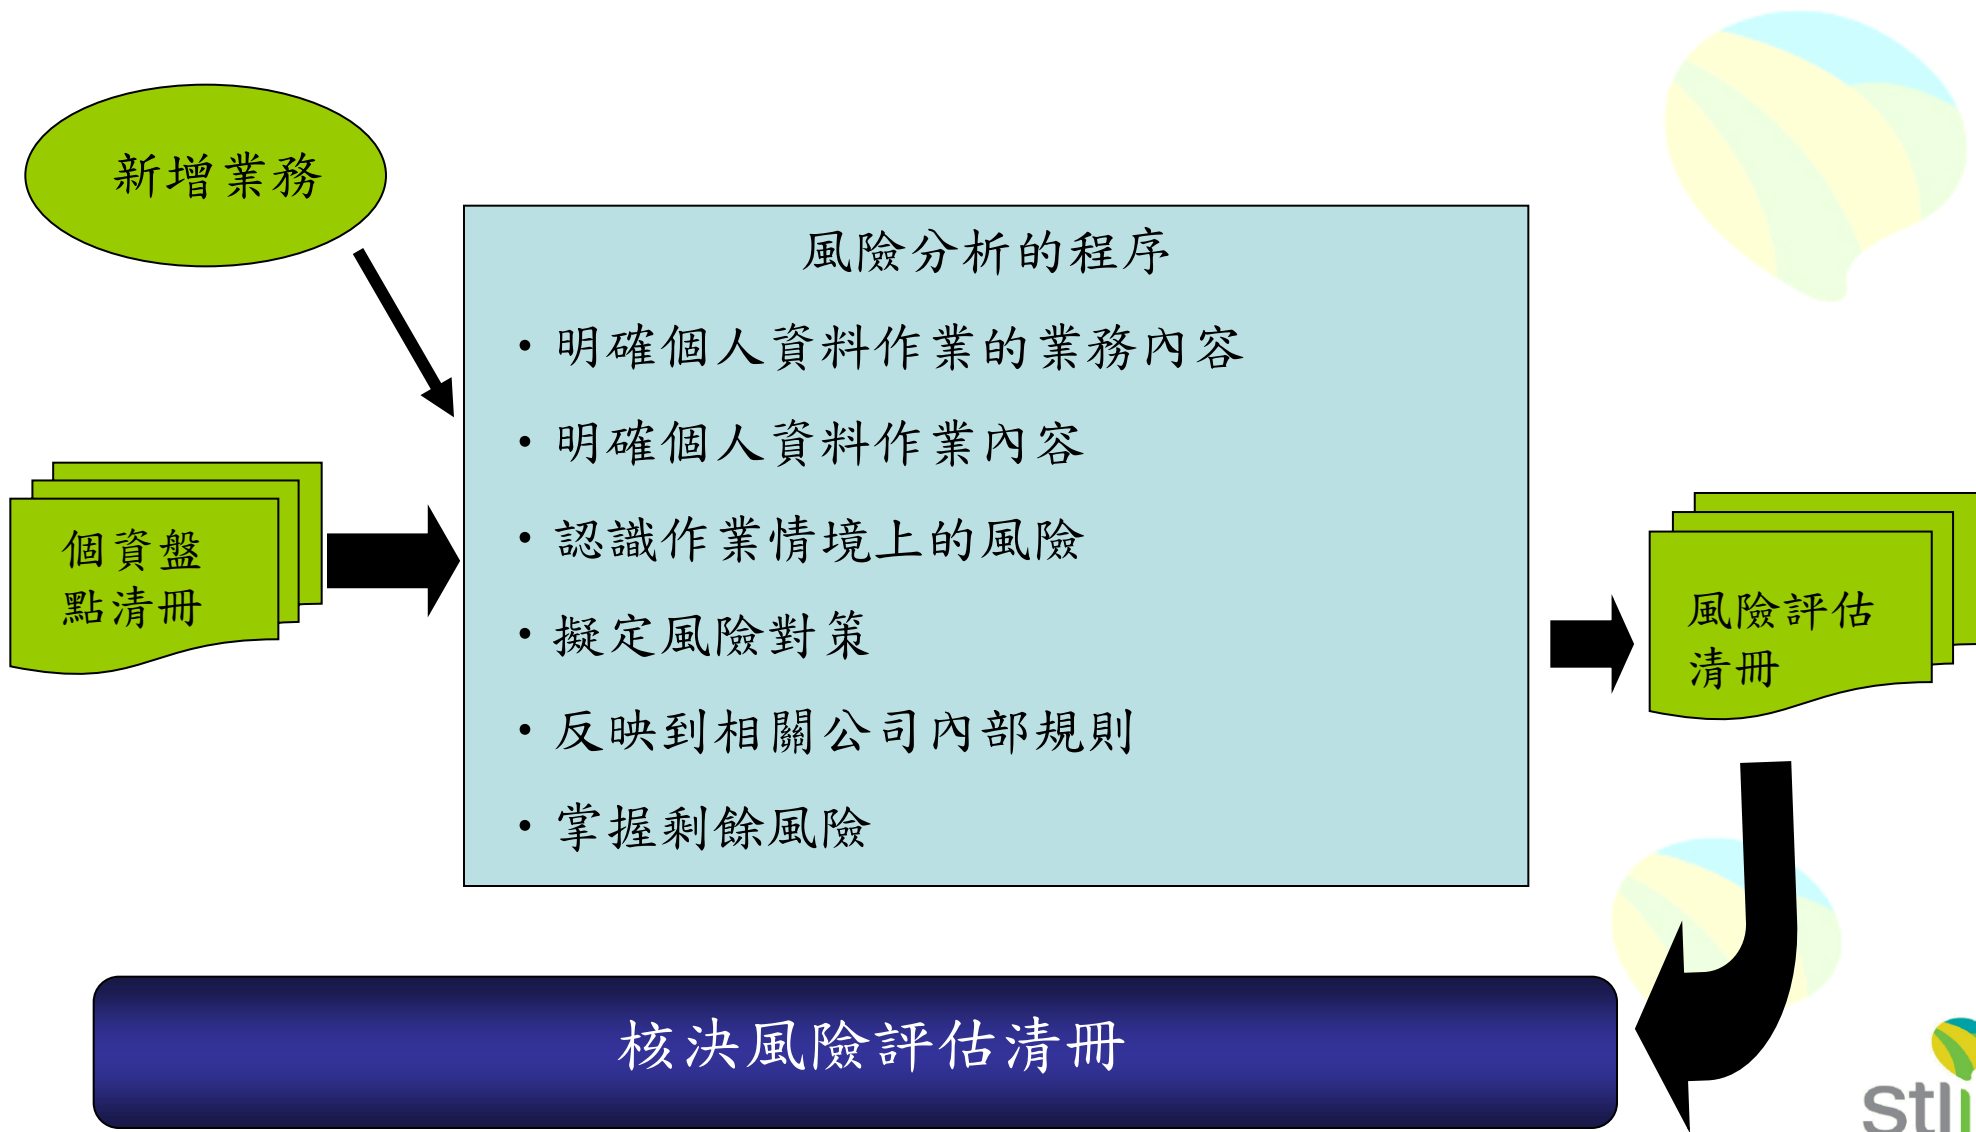 新增業務
風險分析的程序
•明確個人資料作業的業務內容
•明確個人資料作業內容
•認識作業情境上的風險
•擬定風險對策
•反映到相關公司內部規則
•掌握剩餘風險
個資盤
點清冊
風險評估
清冊
核決風險評估清冊
stli